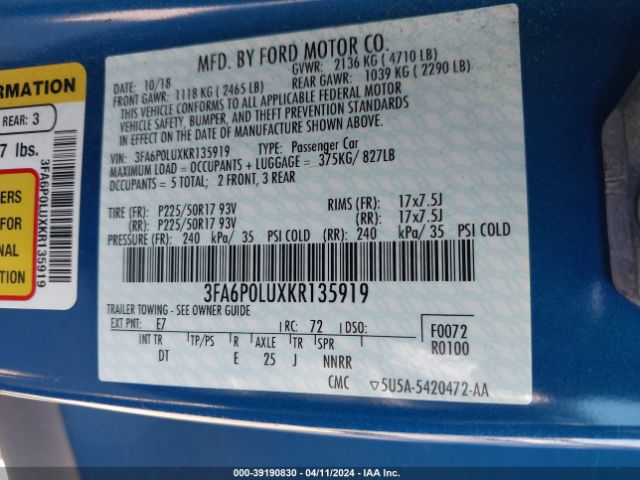 MFD. BY FORD MOTOR CO.
DATE: 10/18 GVWR: 2136 KG ( 4710 LB)
FRONT GAWR: 1118 KG ( 2465 LB) REAR GAWR: 1039 KG ( 2290 LB)
THIS VEHICLE CONFORMS TO ALL APPLICABLE FEDERAL MOTOR
VEHICLE SAFETY, BUMPER, AND THEFT PREVENTION STANDARDS
IN EFFECT ON THE DATE OF MANUFACTURE SHOWN ABOVE.
VIN: 3FA6P0LUXKR135919 TYPE: Passenger Car
MAXIMUM LOAD = OCCUPANTS + LUGGAGE = 375KG/ 827LB
OCCUPANTS = 5 TOTAL; 2 FRONT, 3 REAR
TIRE (FR): P225/50R17 93V RIMS (FR): 17x7.5J
(RR): P225/50R17 93V (RR): 17x7.5J
PRESSURE (FR): 240 kPa/ 35 PSI COLD (RR): 240 kPa/ 35 PSI COLD
3FA6P0LUXKR135919
TRAILER TOWING - SEE OWNER GUIDE
EXT PNT: E7 RC: 72 DSO: F0072
INT TR TP/PS R AXLE TR SPR R0100
DT E 25 J NNRR
CMC 5U5A-5420472-AA
ORMATION
REAR: 3
7 lbs.
TO
FOR
ONAL
ION
3FA6P0LUXKR135919
000-39190830 - 04/11/2024 - IAA Inc.